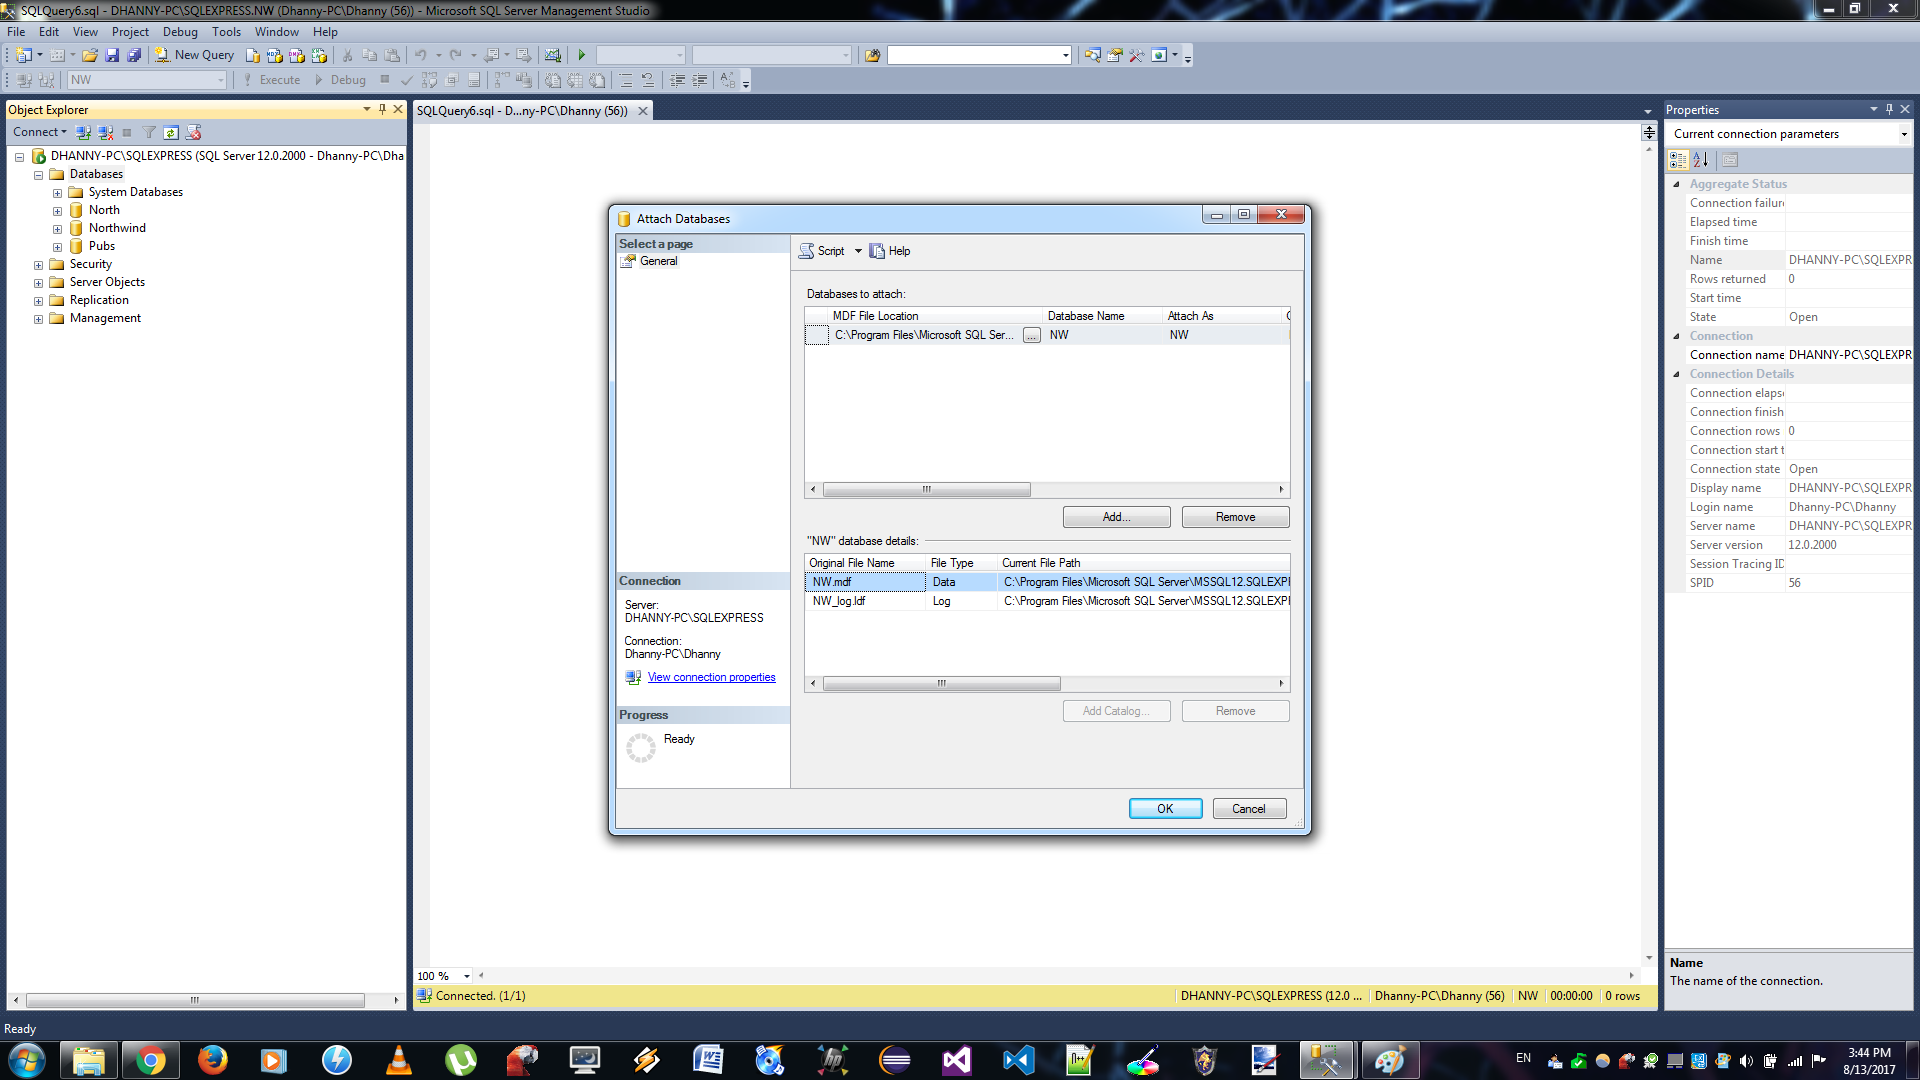 SQLQuery6.sql - DHANNY-PC\SQLEXPRESS.NW (Dhanny-PC\Dhanny (56)) - Microsoft SQL Server Management Studio
File Edit View Project Debug Tools Window Help
New Query
NW Execute Debug
Object Explorer
Connect
DHANNY-PC\SQLEXPRESS (SQL Server 12.0.2000 - Dhanny-PC\Dha
Databases
System Databases
North
Northwind
Pubs
Security
Server Objects
Replication
Management
SQLQuery6.sql - D...ny-PC\Dhanny (56))
Attach Databases
Select a page
General
Script Help
Databases to attach:
MDF File Location Database Name Attach As
C:\Program Files\Microsoft SQL Ser... ... NW NW
Add... Remove
"NW" database details:
Original File Name File Type Current File Path
NW.mdf Data C:\Program Files\Microsoft SQL Server\MSSQL12.SQLEXP
NW_log.ldf Log C:\Program Files\Microsoft SQL Server\MSSQL12.SQLEXP
Add Catalog... Remove
Connection
Server:
DHANNY-PC\SQLEXPRESS
Connection:
Dhanny-PC\Dhanny
View connection properties
Progress
Ready
OK Cancel
100 %
Connected. (1/1) DHANNY-PC\SQLEXPRESS (12.0 ... Dhanny-PC\Dhanny (56) NW 00:00:00 0 rows
Properties
Current connection parameters
Aggregate Status
Connection failure
Elapsed time
Finish time
Name DHANNY-PC\SQLEXPR
Rows returned 0
Start time
State Open
Connection
Connection name DHANNY-PC\SQLEXPR
Connection Details
Connection elapse
Connection finish
Connection rows 0
Connection start t
Connection state Open
Display name DHANNY-PC\SQLEXPR
Login name Dhanny-PC\Dhanny
Server name DHANNY-PC\SQLEXPR
Server version 12.0.2000
Session Tracing ID
SPID 56
Name
The name of the connection.
Ready
EN
3:44 PM
8/13/2017